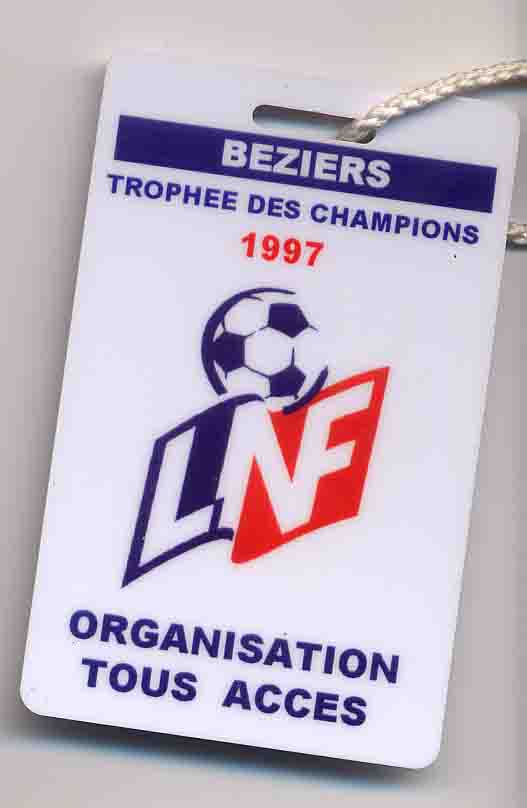 BEZIERS
TROPHEE DES CHAMPIONS
1997
LNF
ORGANISATION
TOUS ACCES